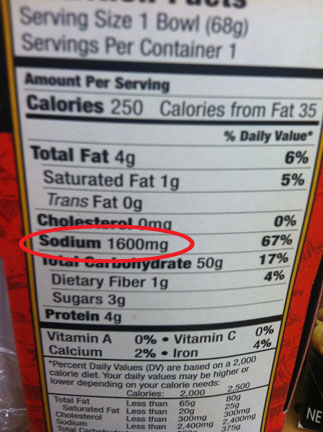 Serving Size 1 Bowl (68g)
Servings Per Container 1
Amount Per Serving
Calories 250 Calories from Fat 35
% Daily Value*
Total Fat 4g 6%
Saturated Fat 1g 5%
Trans Fat 0g
Cholesterol 0mg 0%
Sodium 1600mg 67%
Total Carbohydrate 50g 17%
Dietary Fiber 1g 4%
Sugars 3g
Protein 4g
Vitamin A 0% • Vitamin C 0%
Calcium 2% • Iron 4%
*Percent Daily Values (DV) are based on a 2,000
calorie diet. Your daily values may be higher or
lower depending on your calorie needs:
Calories: 2,000 2,500
Total Fat Less than 65g 80g
Saturated Fat Less than 20g 25g
Cholesterol Less than 300mg 300mg
Sodium Less than 2,400mg 2,400mg
Total 375g